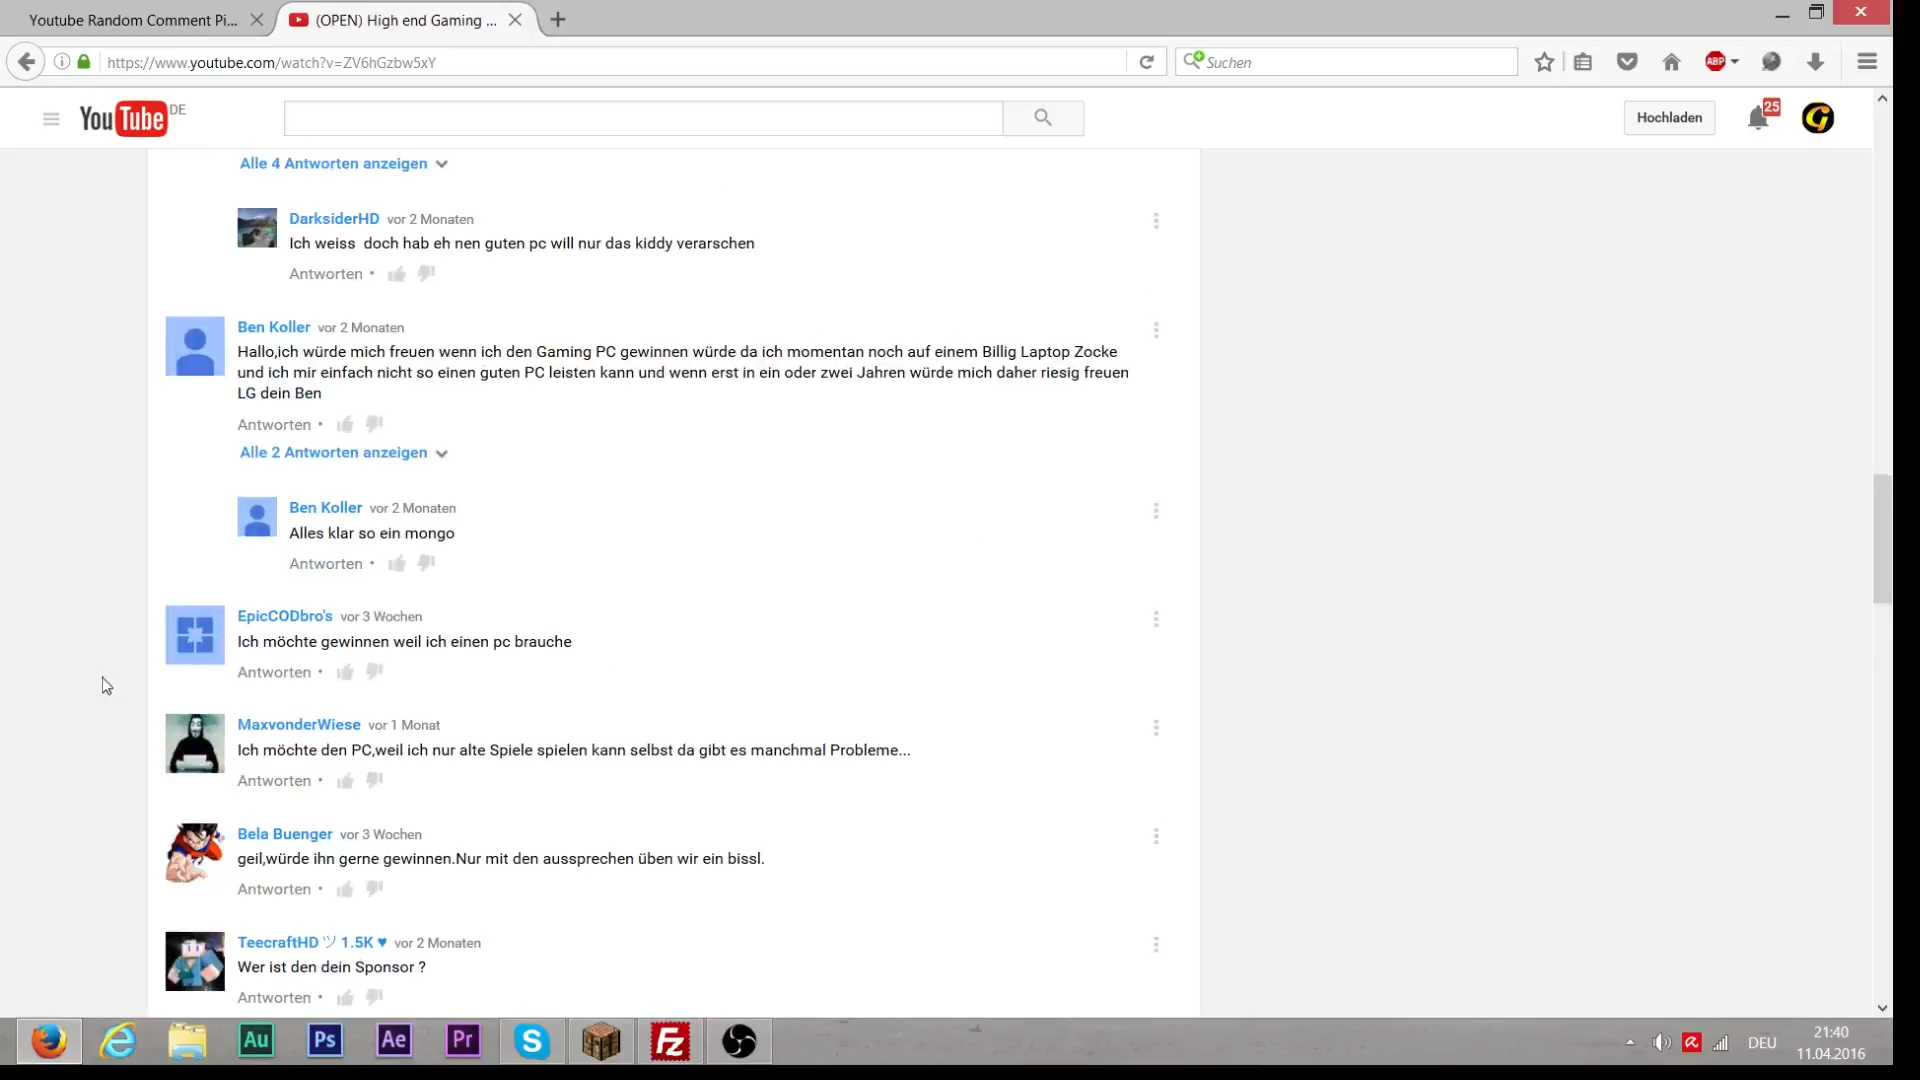 Youtube Random Comment Pi...
(OPEN) High end Gaming ...
https://www.youtube.com/watch?v=ZV6hGzbw5xY
Suchen
ABP
YouTube DE
Hochladen
25
G
Alle 4 Antworten anzeigen
DarksiderHD vor 2 Monaten
Ich weiss doch hab eh nen guten pc will nur das kiddy verarschen
Antworten •
Ben Koller vor 2 Monaten
Hallo,ich würde mich freuen wenn ich den Gaming PC gewinnen würde da ich momentan noch auf einem Billig Laptop Zocke
und ich mir einfach nicht so einen guten PC leisten kann und wenn erst in ein oder zwei Jahren würde mich daher riesig freuen
LG dein Ben
Antworten •
Alle 2 Antworten anzeigen
Ben Koller vor 2 Monaten
Alles klar so ein mongo
Antworten •
EpicCODbro's vor 3 Wochen
Ich möchte gewinnen weil ich einen pc brauche
Antworten •
MaxvonderWiese vor 1 Monat
Ich möchte den PC,weil ich nur alte Spiele spielen kann selbst da gibt es manchmal Probleme...
Antworten •
Bela Buenger vor 3 Wochen
geil,würde ihn gerne gewinnen.Nur mit den aussprechen üben wir ein bissl.
Antworten •
TeecraftHD ツ 1.5K ♥ vor 2 Monaten
Wer ist den dein Sponsor ?
Antworten •
Au
Ps
Ae
Pr
S
Fz
DEU
21:40
11.04.2016